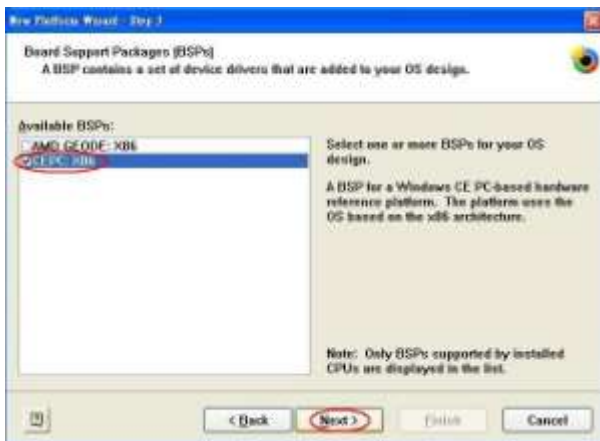 New Platform Wizard - Step 3
Board Support Packages (BSPs)
A BSP contains a set of device drivers that are added to your OS design.
Available BSPs:
AMD GEODE: X86
CEPC: X86
Select one or more BSPs for your OS
design.
A BSP for a Windows CE PC-based hardware
reference platform. The platform uses the
OS based on the x86 architecture.
Note: Only BSPs supported by installed
CPUs are displayed in the list.
< Back
Next >
Finish
Cancel